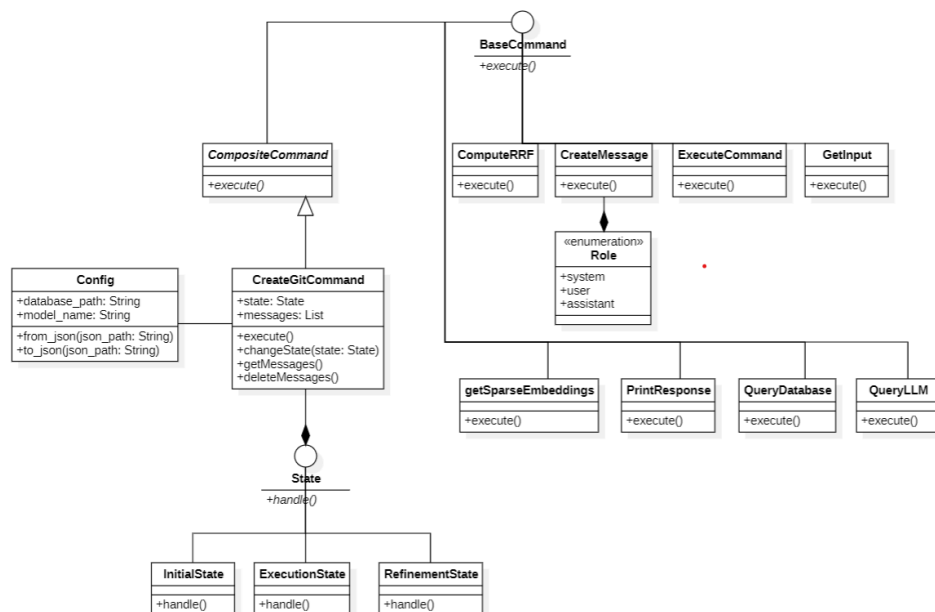 BaseCommand
+execute()
CompositeCommand
+execute()
ComputeRRF
+execute()
CreateMessage
+execute()
ExecuteCommand
+execute()
GetInput
+execute()
«enumeration»
Role
+system
+user
+assistant
Config
+database_path: String
+model_name: String
+from_json(json_path: String)
+to_json(json_path: String)
CreateGitCommand
+state: State
+messages: List
+execute()
+changeState(state: State)
+getMessages()
+deleteMessages()
getSparseEmbeddings
+execute()
PrintResponse
+execute()
QueryDatabase
+execute()
QueryLLM
+execute()
State
+handle()
InitialState
+handle()
ExecutionState
+handle()
RefinementState
+handle()